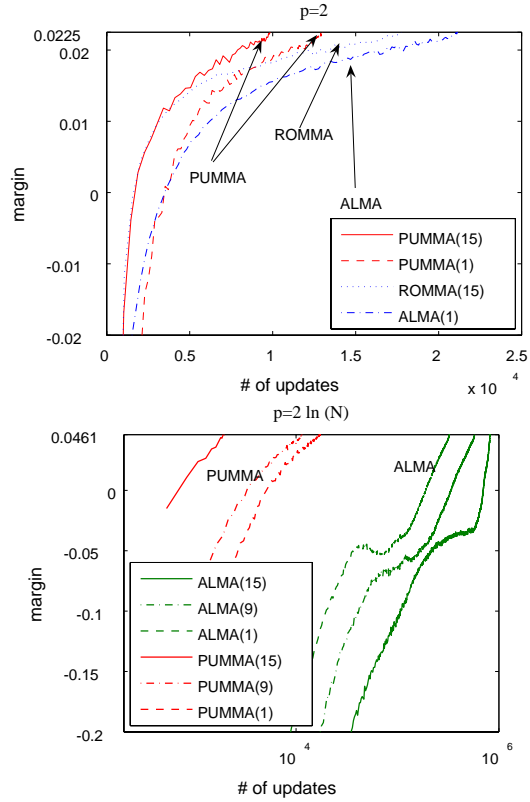 p=2
0.0225
0.01
0
-0.01
-0.02
margin
PUMMA
ROMMA
ALMA
PUMMA(15)
PUMMA(1)
ROMMA(15)
ALMA(1)
0 0.5 1 1.5 2 2.5
# of updates
x 10^4
p=2 ln (N)
0.0461
0
-0.05
-0.1
-0.15
-0.2
margin
PUMMA
ALMA
ALMA(15)
ALMA(9)
ALMA(1)
PUMMA(15)
PUMMA(9)
PUMMA(1)
10^4 10^6
# of updates